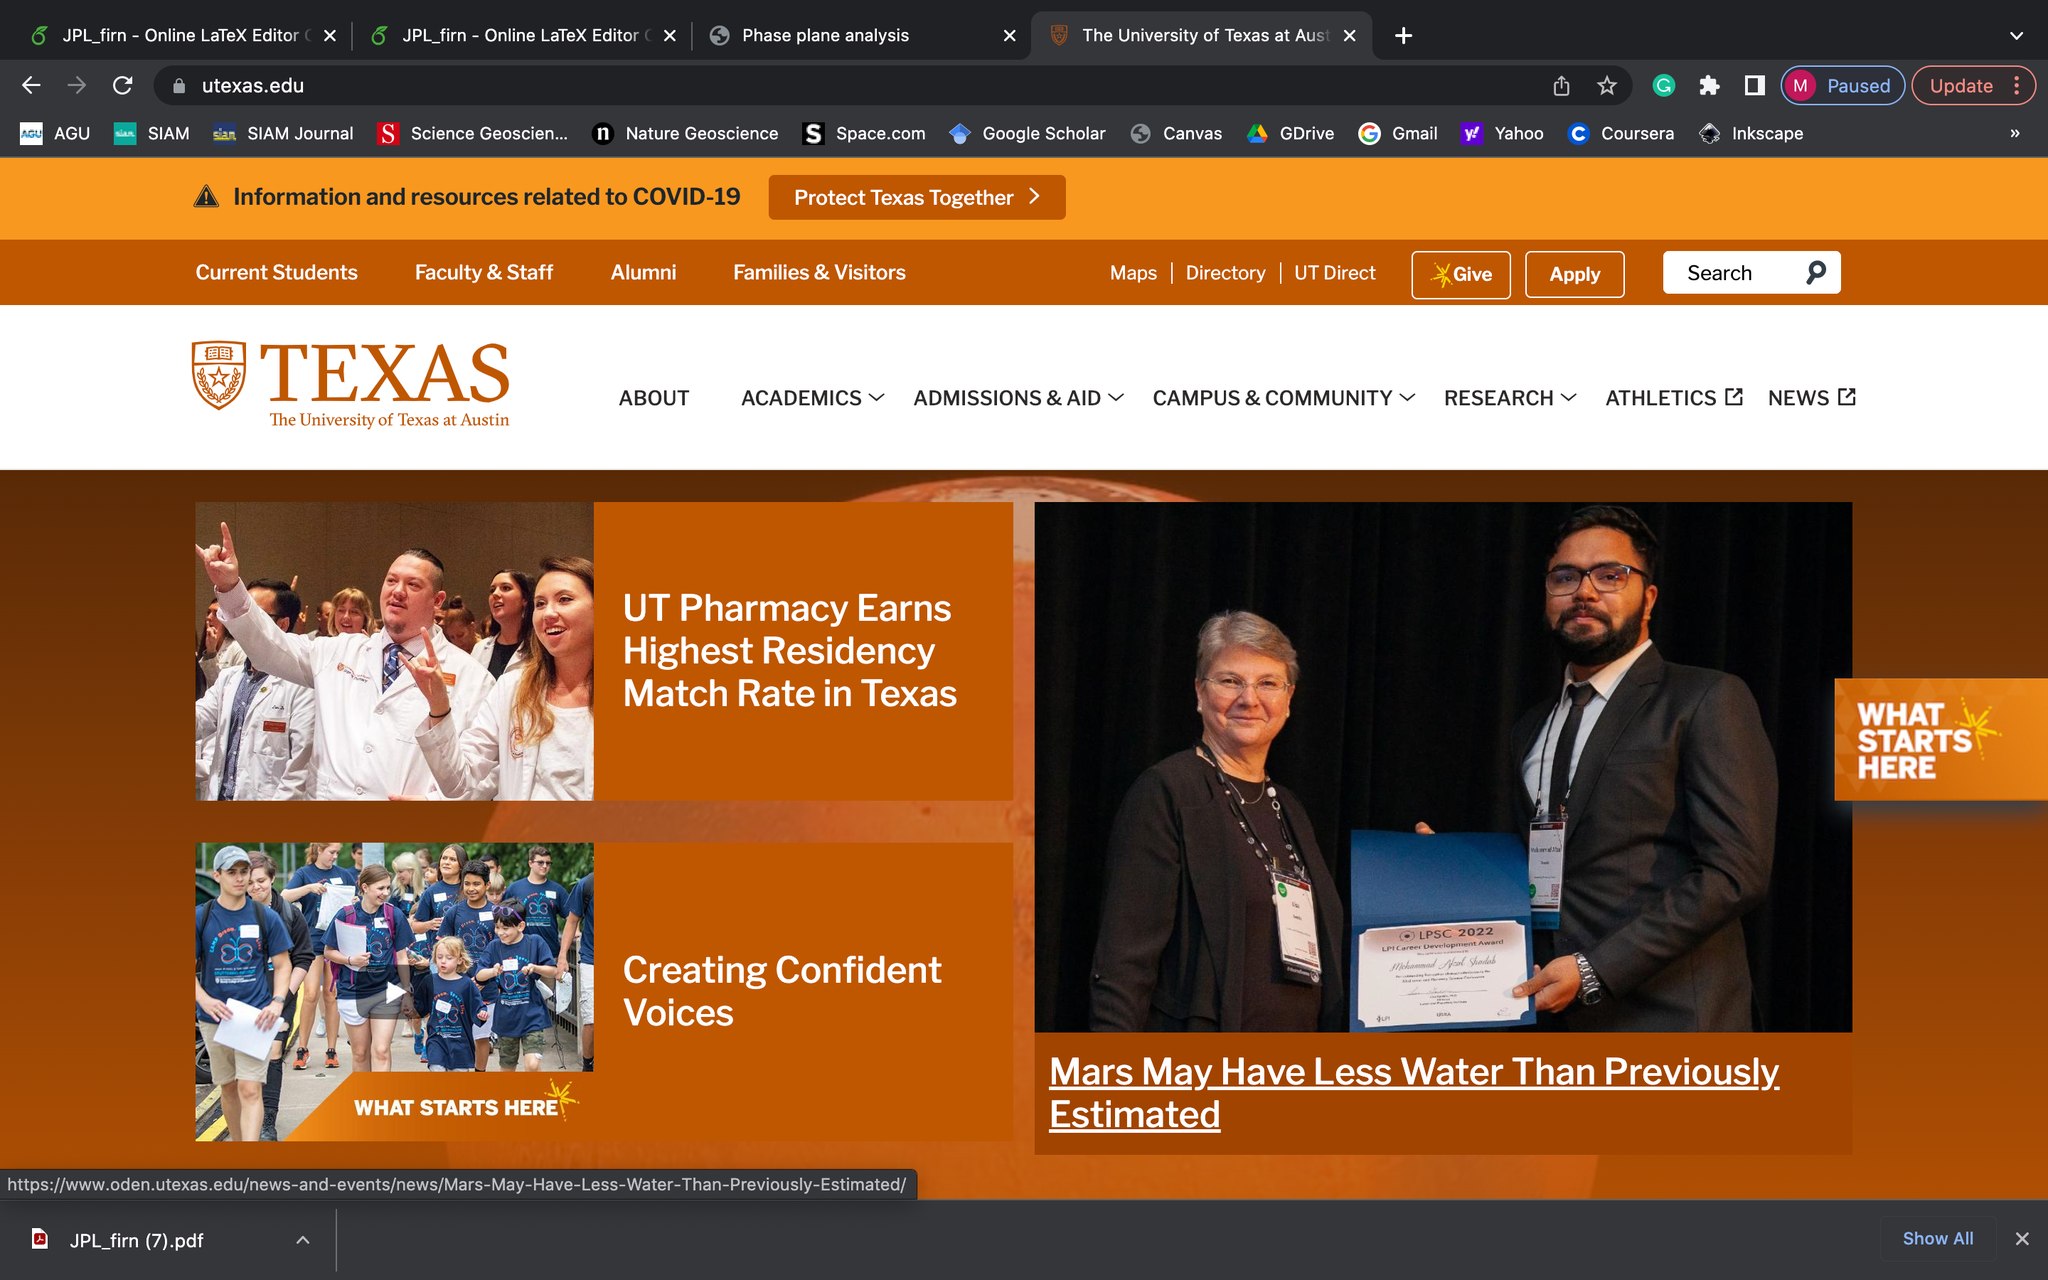 JPL_firn - Online LaTeX Editor
JPL_firn - Online LaTeX Editor
Phase plane analysis
The University of Texas at Aust
utexas.edu
M Paused
Update
AGU
SIAM
SIAM Journal
Science Geoscien...
Nature Geoscience
Space.com
Google Scholar
Canvas
GDrive
Gmail
Yahoo
Coursera
Inkscape
»
Information and resources related to COVID-19
Protect Texas Together
Current Students
Faculty & Staff
Alumni
Families & Visitors
Maps
Directory
UT Direct
Give
Apply
Search
TEXAS
The University of Texas at Austin
ABOUT
ACADEMICS
ADMISSIONS & AID
CAMPUS & COMMUNITY
RESEARCH
ATHLETICS
NEWS
UT Pharmacy Earns
Highest Residency
Match Rate in Texas
LPSC 2022
LPI Career Development Award
LPI
WHAT
STARTS
HERE
Creating Confident
Voices
WHAT STARTS HERE
Mars May Have Less Water Than Previously
Estimated
https://www.oden.utexas.edu/news-and-events/news/Mars-May-Have-Less-Water-Than-Previously-Estimated/
JPL_firn (7).pdf
Show All